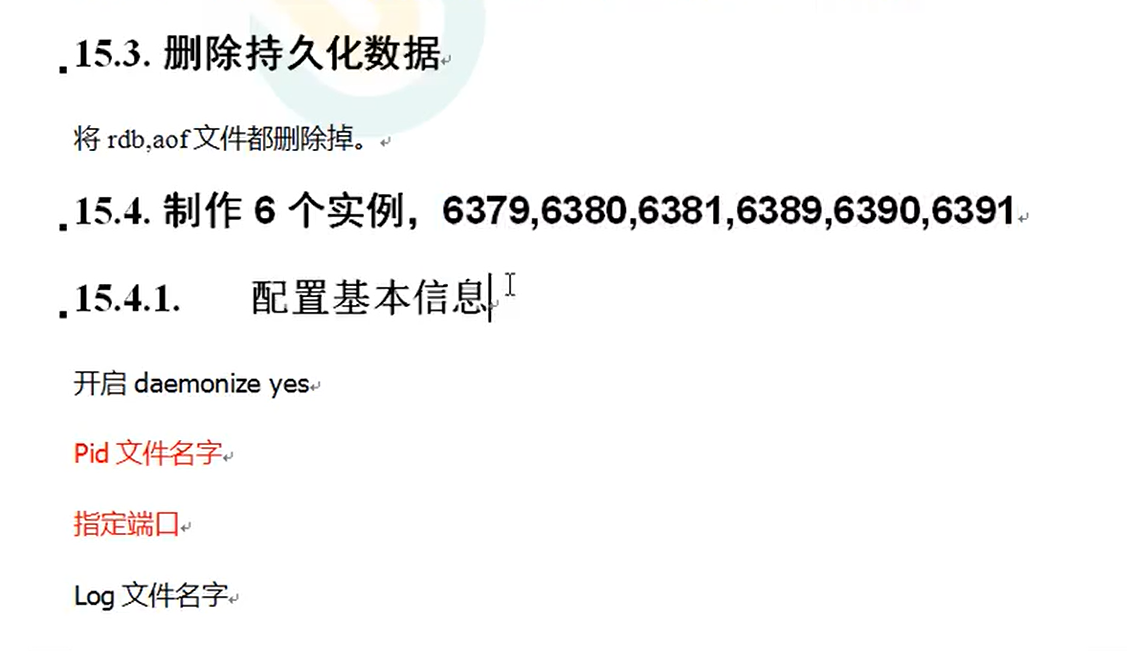 15.3. 删除持久化数据
将 rdb,aof 文件都删除掉。
15.4. 制作 6 个实例，6379,6380,6381,6389,6390,6391
15.4.1. 配置基本信息
开启 daemonize yes
Pid 文件名字
指定端口
Log 文件名字